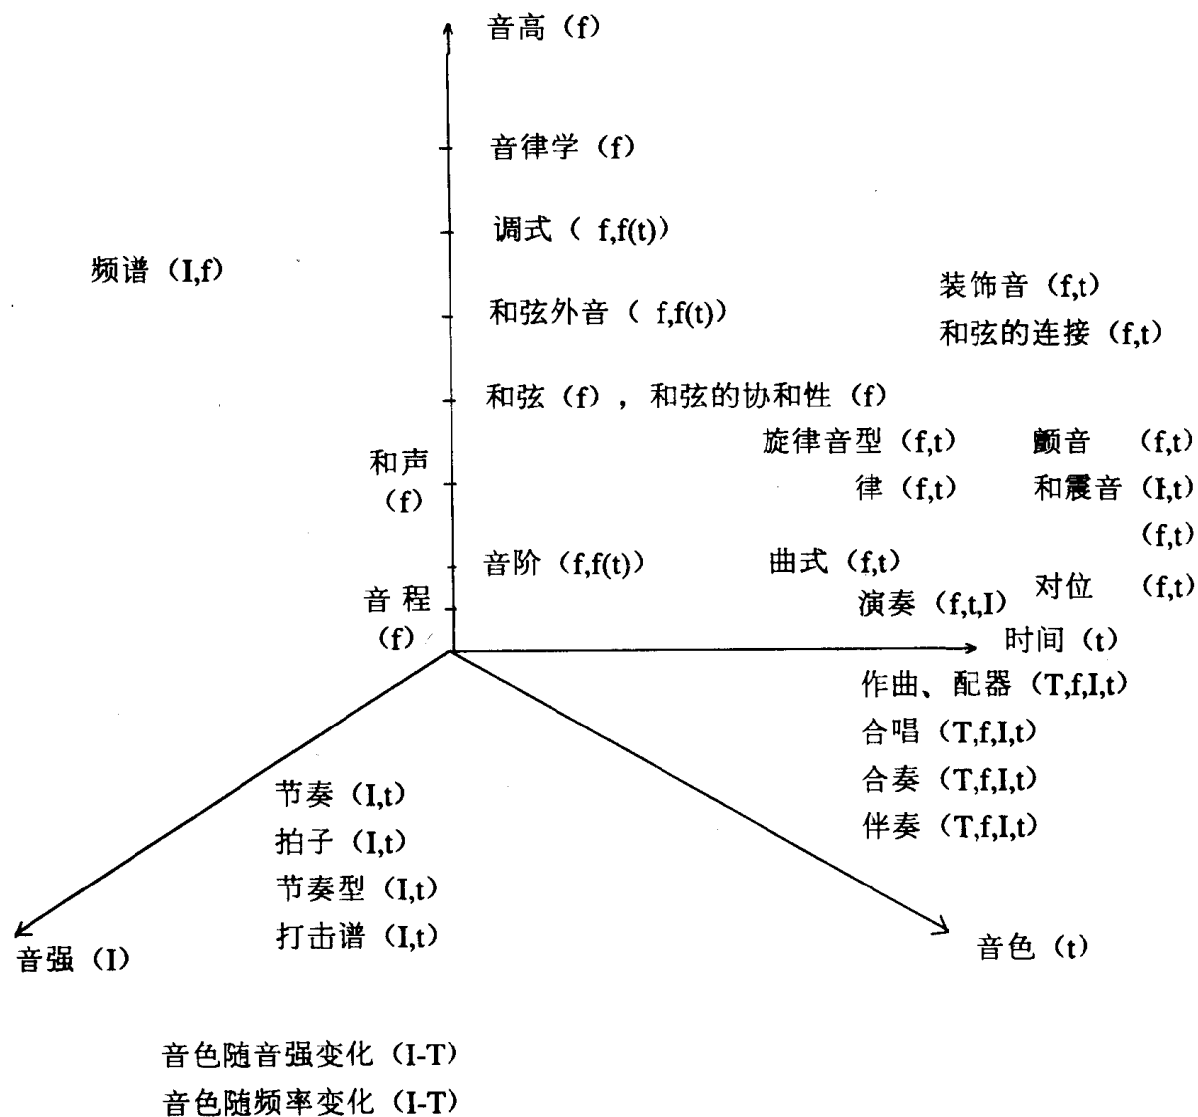 音高（f）
音律学（f）
调式（ f,f(t)）
频谱（I,f）
装饰音（f,t）
和弦外音（ f,f(t)）
和弦的连接（f,t）
和弦（f），和弦的协和性（f）
旋律音型（f,t）
颤音 （f,t）
和声
（f）
律（f,t）
和震音（I,t）
（f,t）
音阶（f,f(t)）
曲式（f,t）
对位 （f,t）
音 程
（f）
演奏（f,t,I）
时间（t）
作曲、配器（T,f,I,t）
合唱（T,f,I,t）
合奏（T,f,I,t）
伴奏（T,f,I,t）
节奏（I,t）
拍子（I,t）
节奏型（I,t）
打击谱（I,t）
音强（I）
音色（t）
音色随音强变化（I-T）
音色随频率变化（I-T）